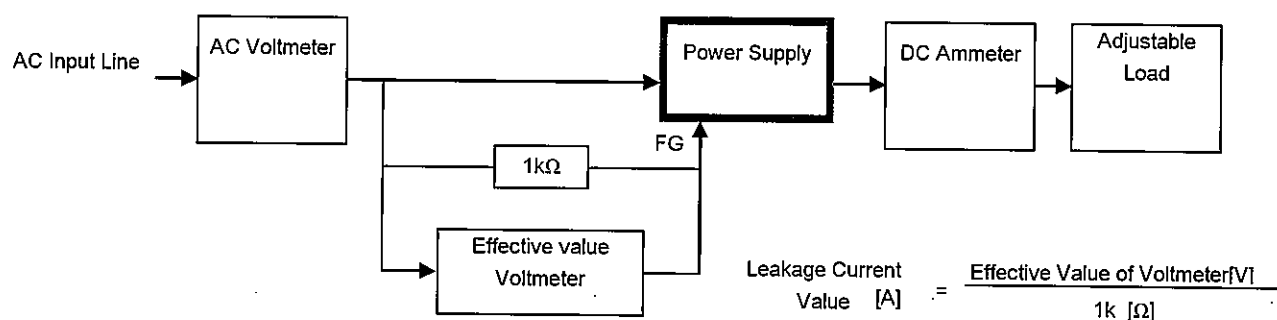 AC Input Line
AC Voltmeter
Power Supply
DC Ammeter
Adjustable
Load
FG
1kΩ
Effective value
Voltmeter
Leakage Current
Value [A]
=
Effective Value of Voltmeter[V]
1k [Ω]